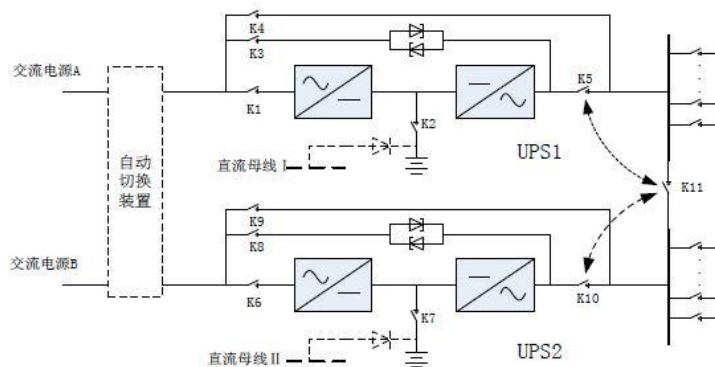 K4
K3
交流电源A
K1
K5
K2
直流母线 I
UPS1
自动
切换
装置
K11
K9
K8
交流电源B
K6
K10
K7
直流母线 II
UPS2